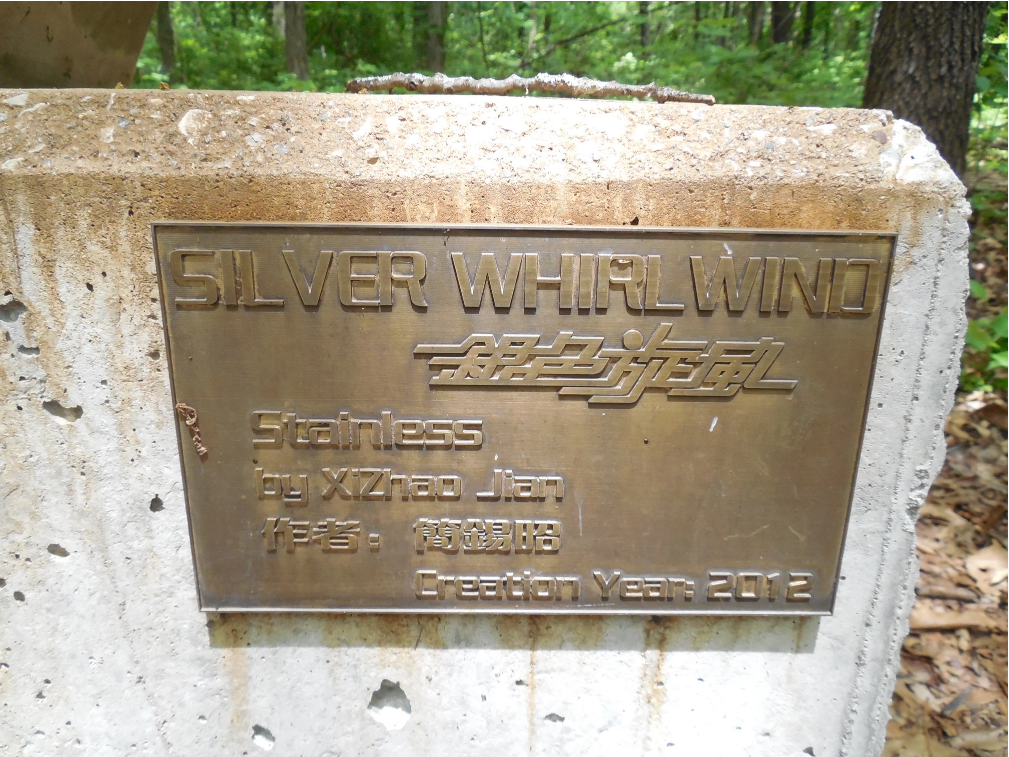 SILVER WHIRLWIND
銀色旋風
Stainless
by XiZhao Jian
作者：簡錫昭
Creation Year: 2012